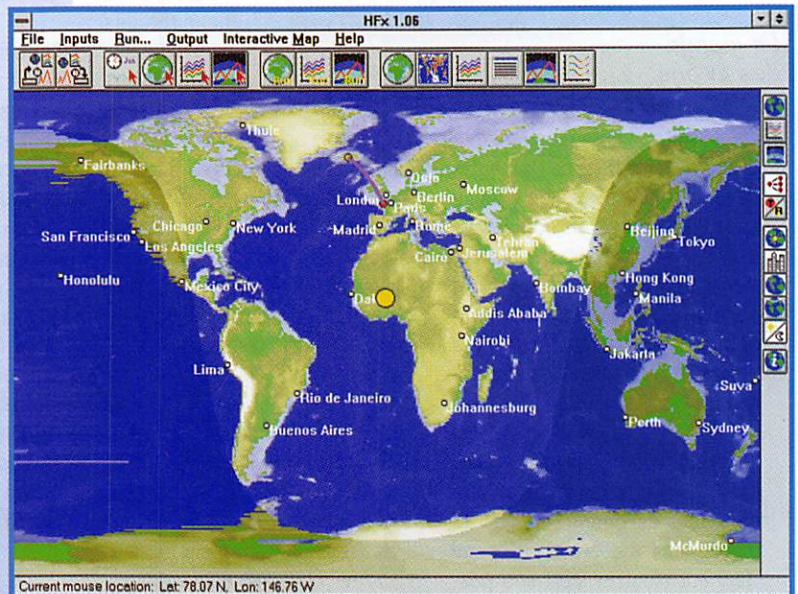 HFx 1.06
File Inputs Run... Output Interactive Map Help
Thule
Fairbanks
Oslo
Moscow
London
Berlin
Paris
Chicago
New York
Madrid
Rome
Beijing
San Francisco
Los Angeles
Tehran
Tokyo
Cairo
Jerusalem
Honolulu
Mexico City
Hong Kong
Bombay
Manila
Dak
Addis Ababa
Nairobi
Jakarta
Lima
Suva
Rio de Janeiro
Johannesburg
Perth
Sydney
Buenos Aires
McMurdo
Current mouse location: Lat: 78.07 N, Lon: 146.76 W